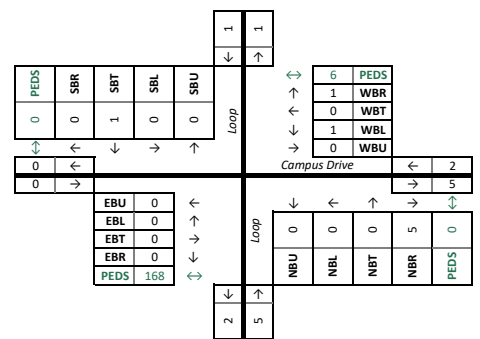 1 1
↓ ↑
PEDS SBR SBT SBL SBU
0 0 1 0 0
↕ ← ↓ → ↑
Loop
↔ 6 PEDS
↑ 1 WBR
← 0 WBT
↓ 1 WBL
→ 0 WBU
0 ←
0 →
Campus Drive
← 2
→ 5
EBU 0 ←
EBL 0 ↑
EBT 0 →
EBR 0 ↓
PEDS 168 ↔
Loop
↓ ← ↑ → ↕
0 0 0 5 0
NBU NBL NBT NBR PEDS
↓ ↑
2 5